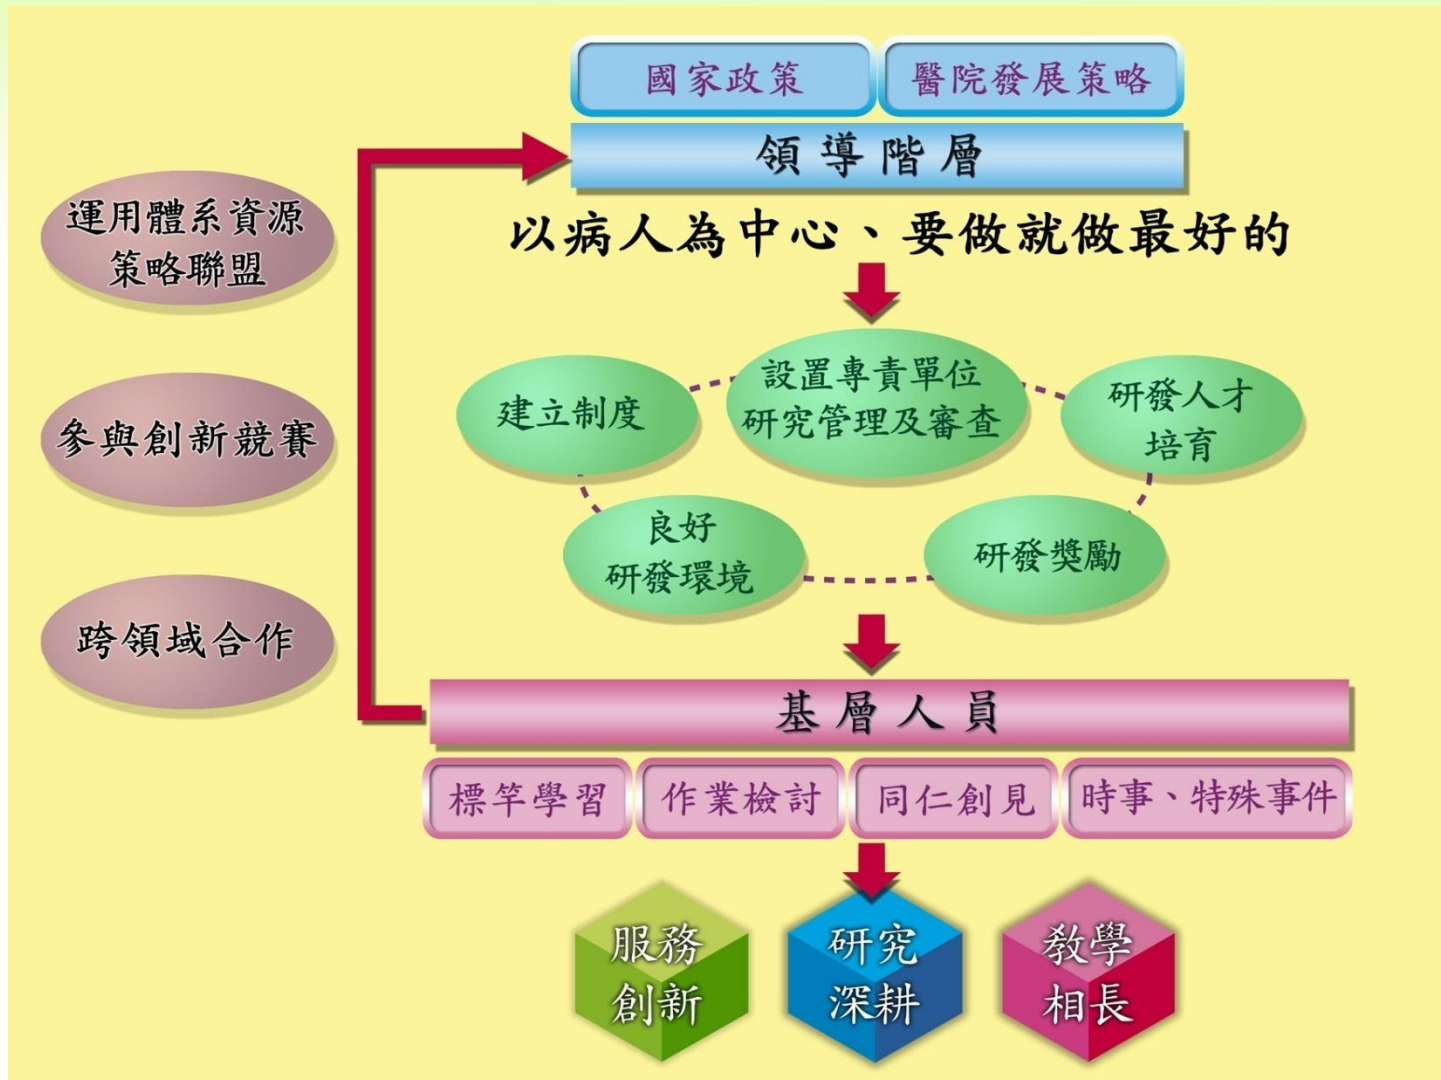 國家政策
醫院發展策略
領導階層
以病人為中心、要做就做最好的
運用體系資源
策略聯盟
參與創新競賽
跨領域合作
建立制度
設置專責單位
研究管理及審查
研發人才
培育
良好
研發環境
研發獎勵
基層人員
標竿學習
作業檢討
同仁創見
時事、特殊事件
服務
創新
研究
深耕
教學
相長